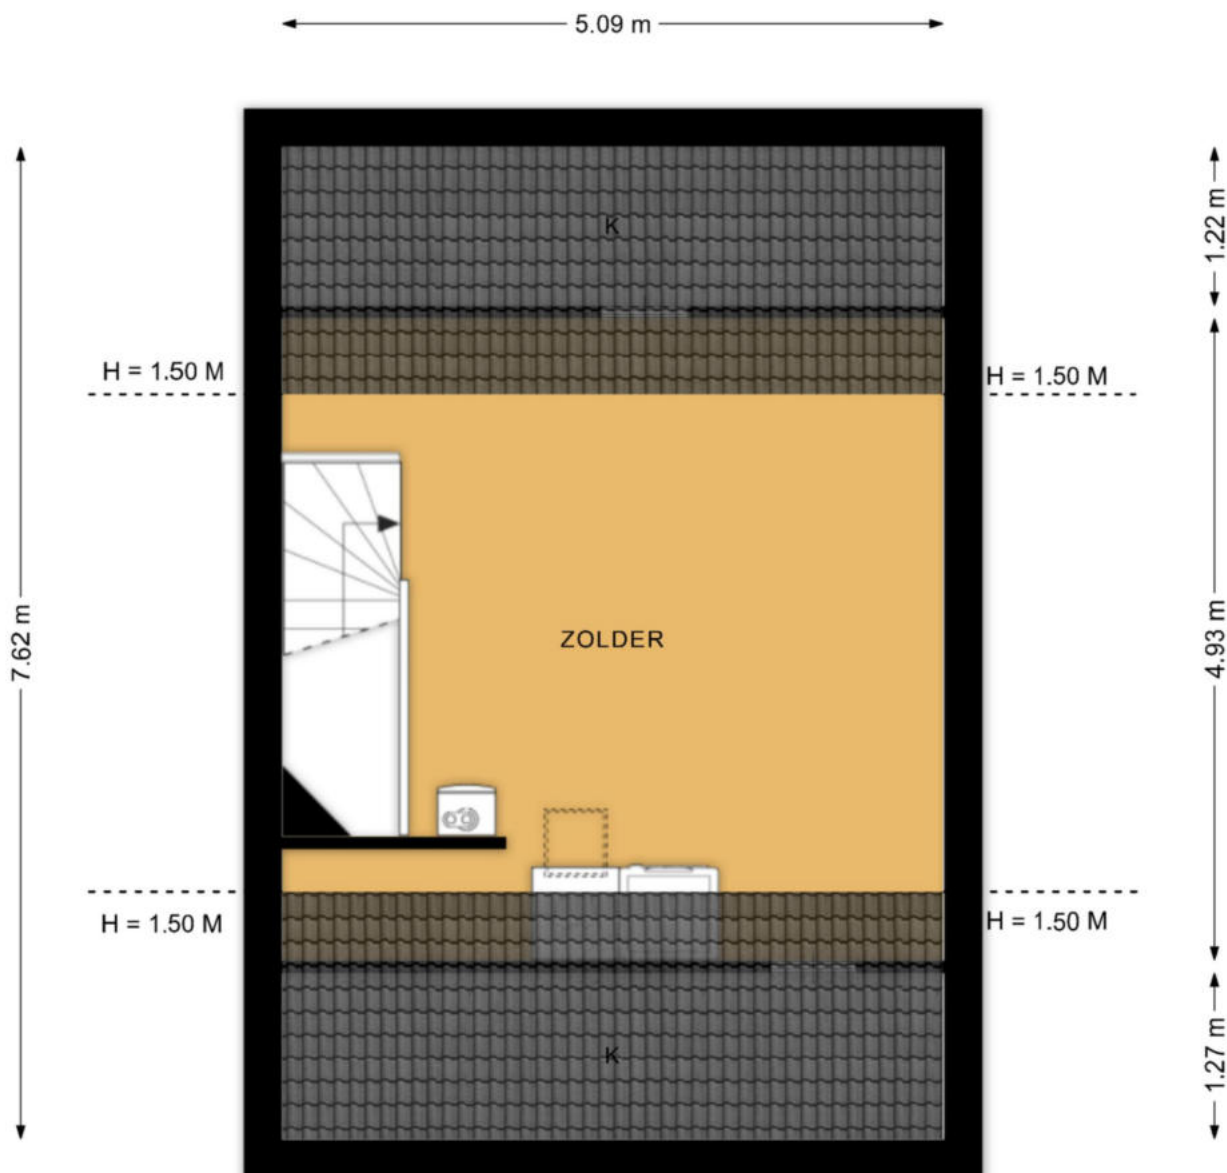 5.09 m
K
1.22 m
H = 1.50 M
H = 1.50 M
7.62 m
ZOLDER
4.93 m
H = 1.50 M
H = 1.50 M
K
1.27 m